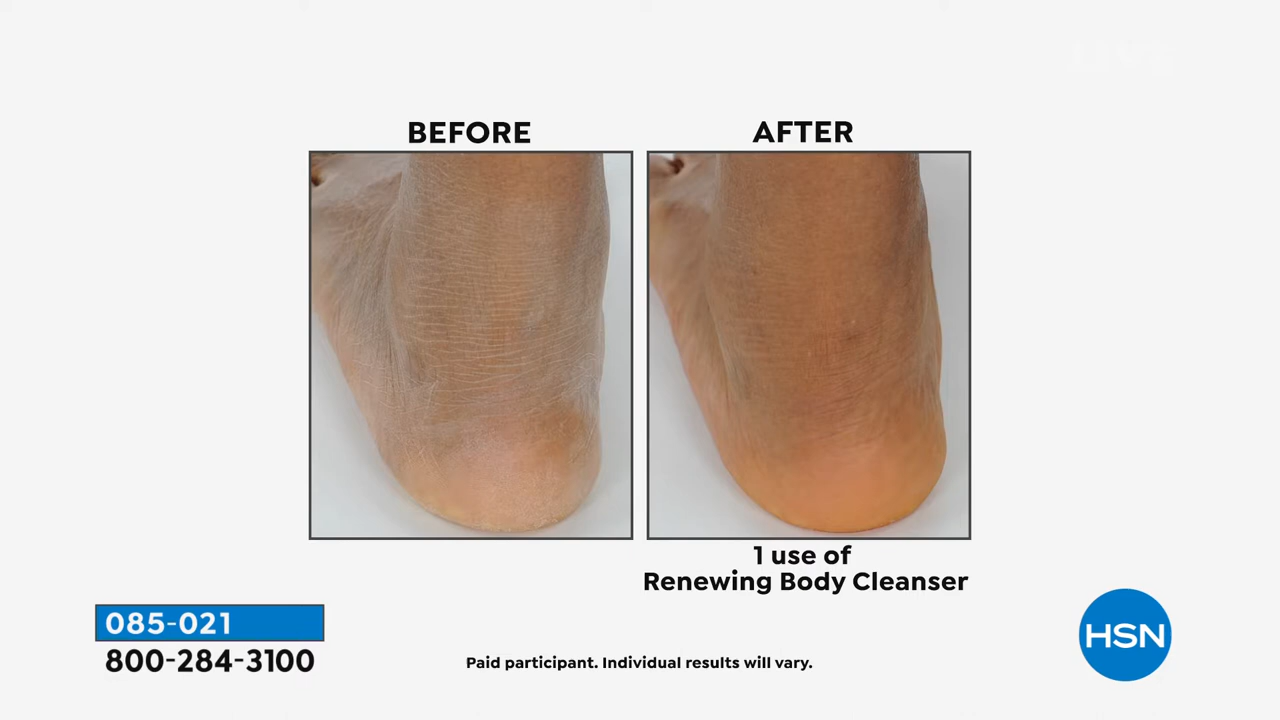 BEFORE
AFTER
1 use of
Renewing Body Cleanser
085-021
800-284-3100
Paid participant. Individual results will vary.
HSN